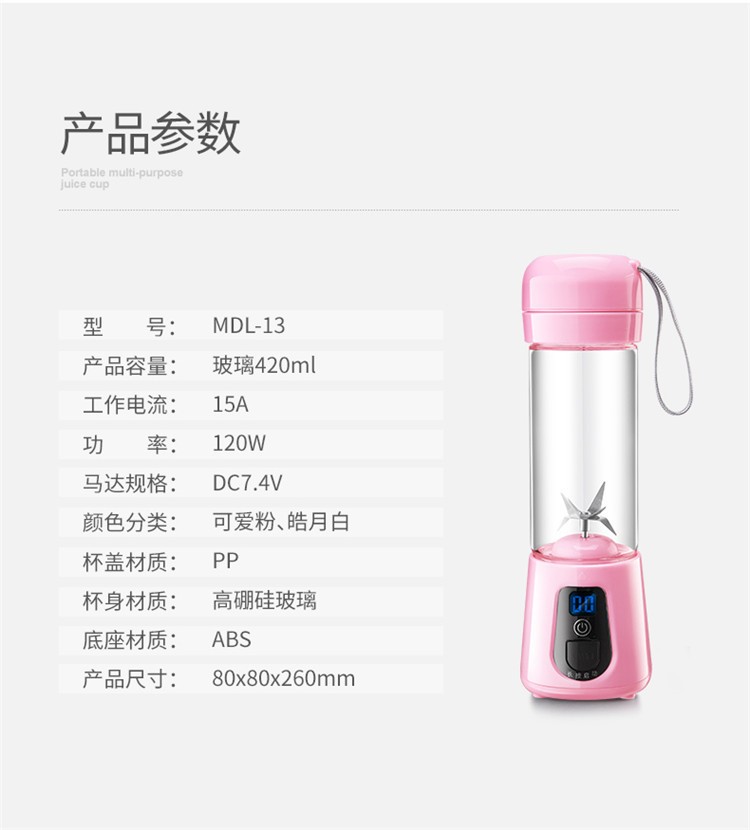 产品参数
Portable multi-purpose
juice cup
型 号： MDL-13
产品容量： 玻璃420ml
工作电流： 15A
功 率： 120W
马达规格： DC7.4V
颜色分类： 可爱粉、皓月白
杯盖材质： PP
杯身材质： 高硼硅玻璃
底座材质： ABS
产品尺寸： 80x80x260mm
00